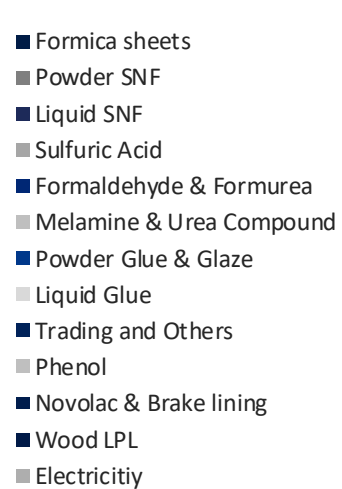 Formica sheets
Powder SNF
Liquid SNF
Sulfuric Acid
Formaldehyde & Formurea
Melamine & Urea Compound
Powder Glue & Glaze
Liquid Glue
Trading and Others
Phenol
Novolac & Brake lining
Wood LPL
Electricitiy